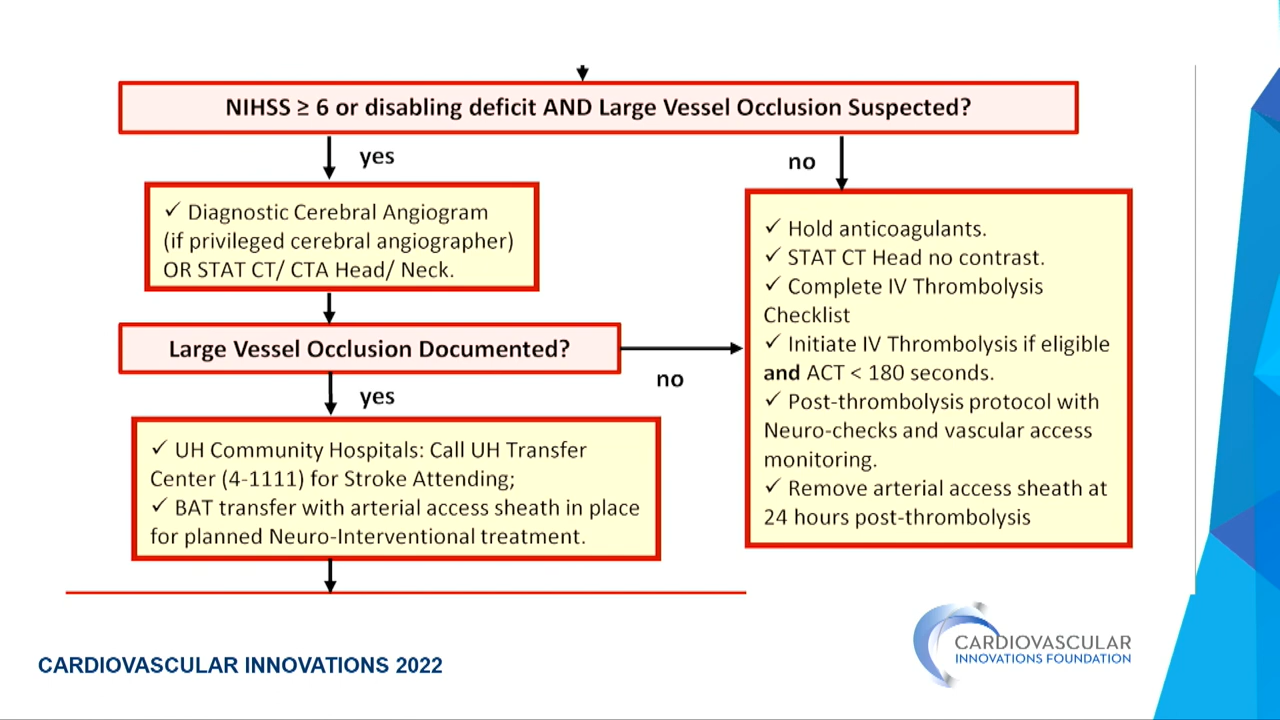 NIHSS ≥ 6 or disabling deficit AND Large Vessel Occlusion Suspected?
yes
no
✓ Diagnostic Cerebral Angiogram
(if privileged cerebral angiographer)
OR STAT CT/ CTA Head/ Neck.
Large Vessel Occlusion Documented?
no
yes
✓ UH Community Hospitals: Call UH Transfer
Center (4-1111) for Stroke Attending;
✓ BAT transfer with arterial access sheath in place
for planned Neuro-Interventional treatment.
✓ Hold anticoagulants.
✓ STAT CT Head no contrast.
✓ Complete IV Thrombolysis
Checklist
✓ Initiate IV Thrombolysis if eligible
and ACT < 180 seconds.
✓ Post-thrombolysis protocol with
Neuro-checks and vascular access
monitoring.
✓ Remove arterial access sheath at
24 hours post-thrombolysis
CARDIOVASCULAR INNOVATIONS 2022
CARDIOVASCULAR
INNOVATIONS FOUNDATION